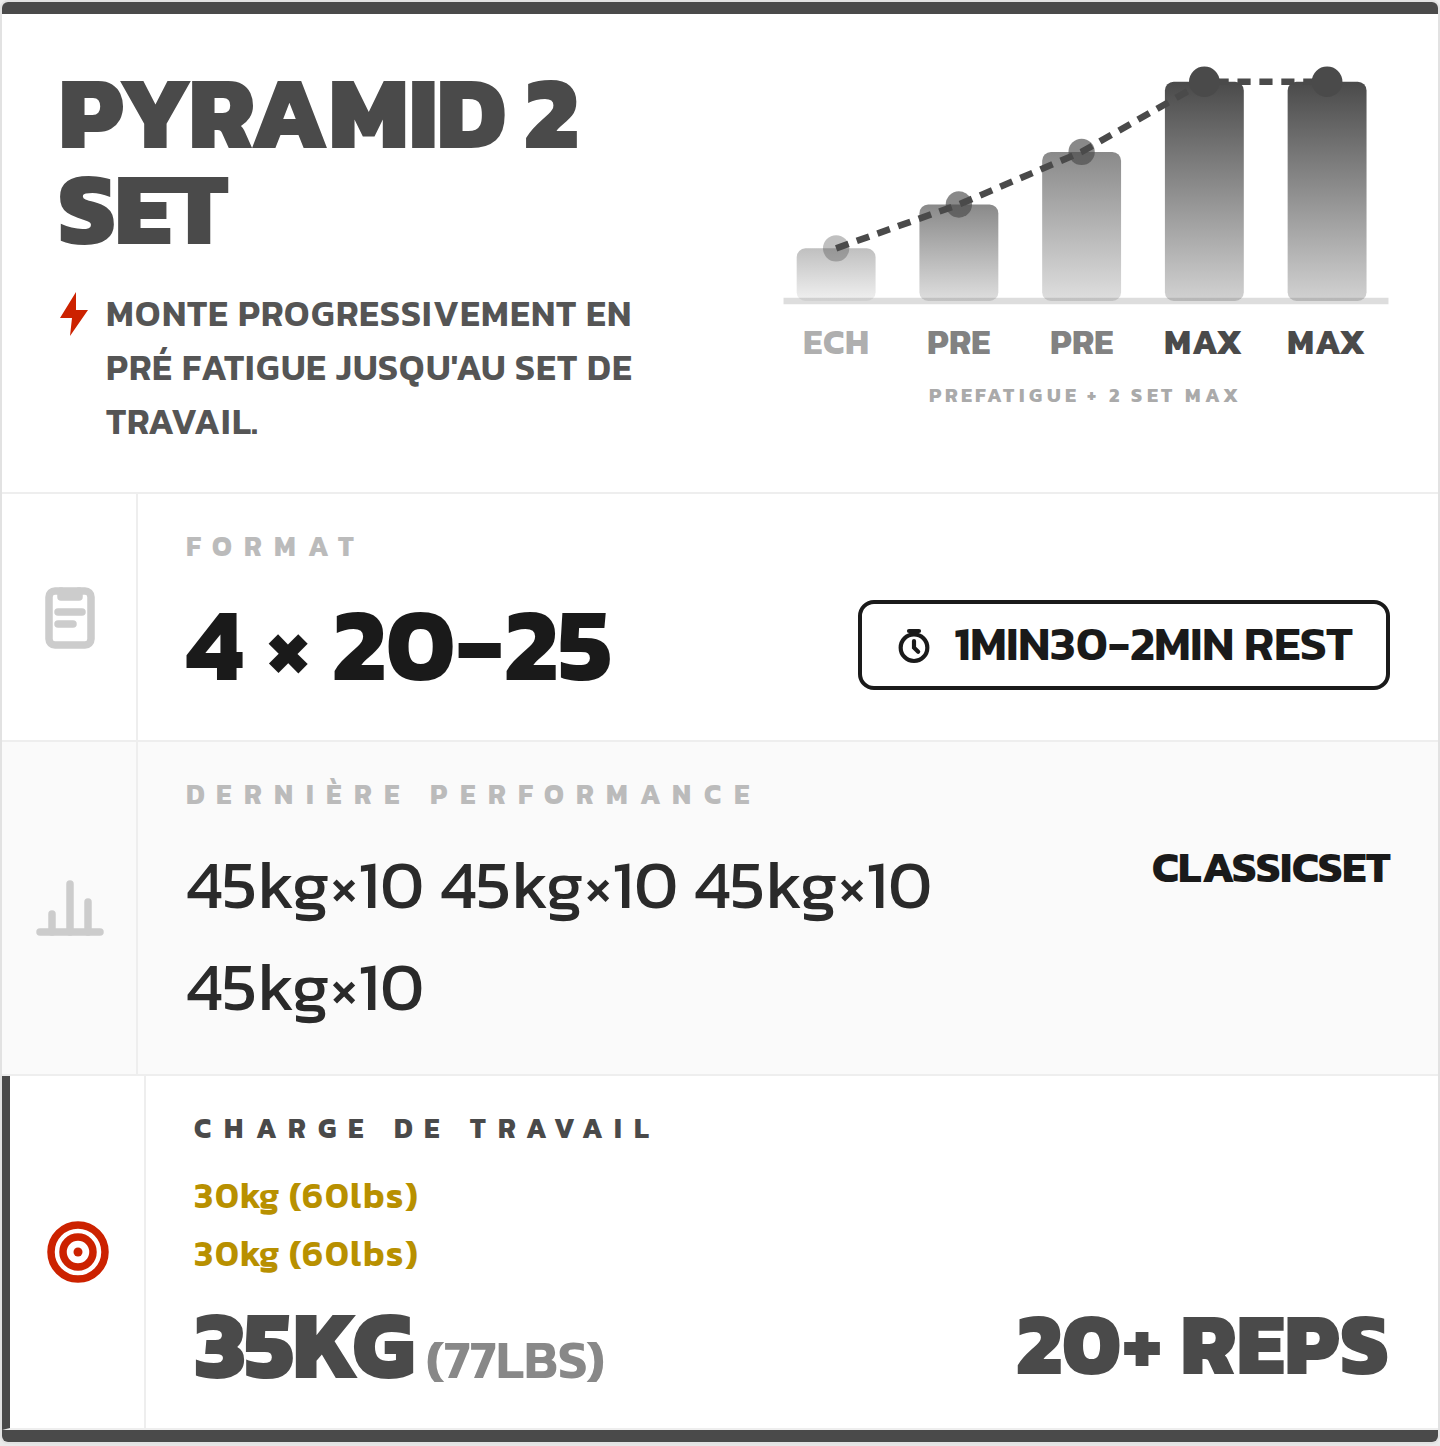 PYRAMID 2
SET
MONTE PROGRESSIVEMENT EN
PRÉ FATIGUE JUSQU'AU SET DE
TRAVAIL.
ECH PRE PRE MAX MAX
PREFATIGUE + 2 SET MAX
FORMAT
4 × 20–25
1MIN30–2MIN REST
DERNIÈRE PERFORMANCE
45kg×10 45kg×10 45kg×10
45kg×10
CLASSICSET
CHARGE DE TRAVAIL
30kg (60lbs)
30kg (60lbs)
35KG (77LBS)
20+ REPS